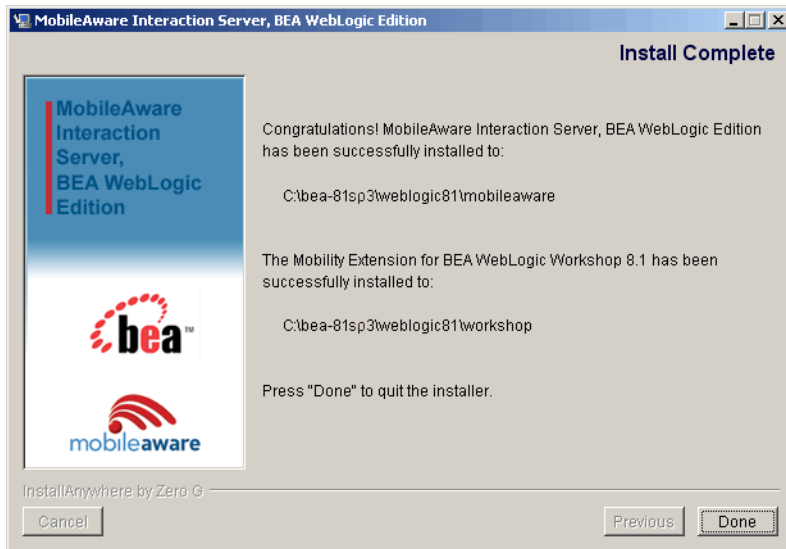 MobileAware Interaction Server, BEA WebLogic Edition
Install Complete
MobileAware
Interaction
Server,
BEA WebLogic
Edition
Congratulations! MobileAware Interaction Server, BEA WebLogic Edition
has been successfully installed to:
C:\bea-81sp3\weblogic81\mobileaware
The Mobility Extension for BEA WebLogic Workshop 8.1 has been
successfully installed to:
C:\bea-81sp3\weblogic81\workshop
bea™
Press "Done" to quit the installer.
mobileaware
InstallAnywhere by Zero G
Cancel
Previous
Done